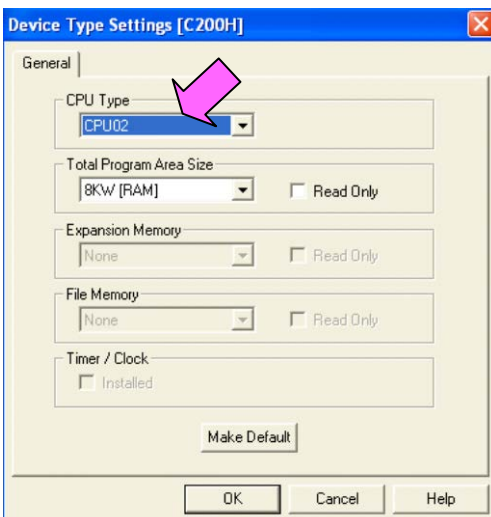 Device Type Settings [C200H]
General
CPU Type
CPU02
Total Program Area Size
8KW [RAM]
Read Only
Expansion Memory
None
Read Only
File Memory
None
Read Only
Timer / Clock
Installed
Make Default
OK
Cancel
Help